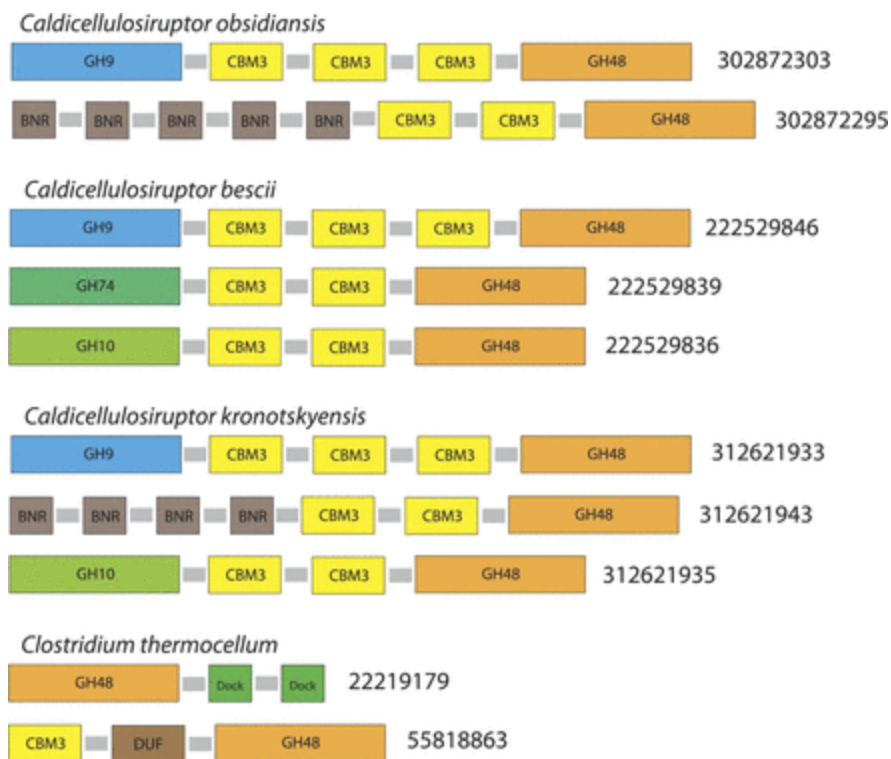 Caldicellulosiruptor obsidiansis
GH9 CBM3 CBM3 CBM3 GH48 302872303
BNR BNR BNR BNR BNR CBM3 CBM3 GH48 302872295
Caldicellulosiruptor bescii
GH9 CBM3 CBM3 CBM3 GH48 222529846
GH74 CBM3 CBM3 GH48 222529839
GH10 CBM3 CBM3 GH48 222529836
Caldicellulosiruptor kronotskyensis
GH9 CBM3 CBM3 CBM3 GH48 312621933
BNR BNR BNR BNR CBM3 CBM3 GH48 312621943
GH10 CBM3 CBM3 GH48 312621935
Clostridium thermocellum
GH48 Dock Dock 22219179
CBM3 DUF GH48 55818863